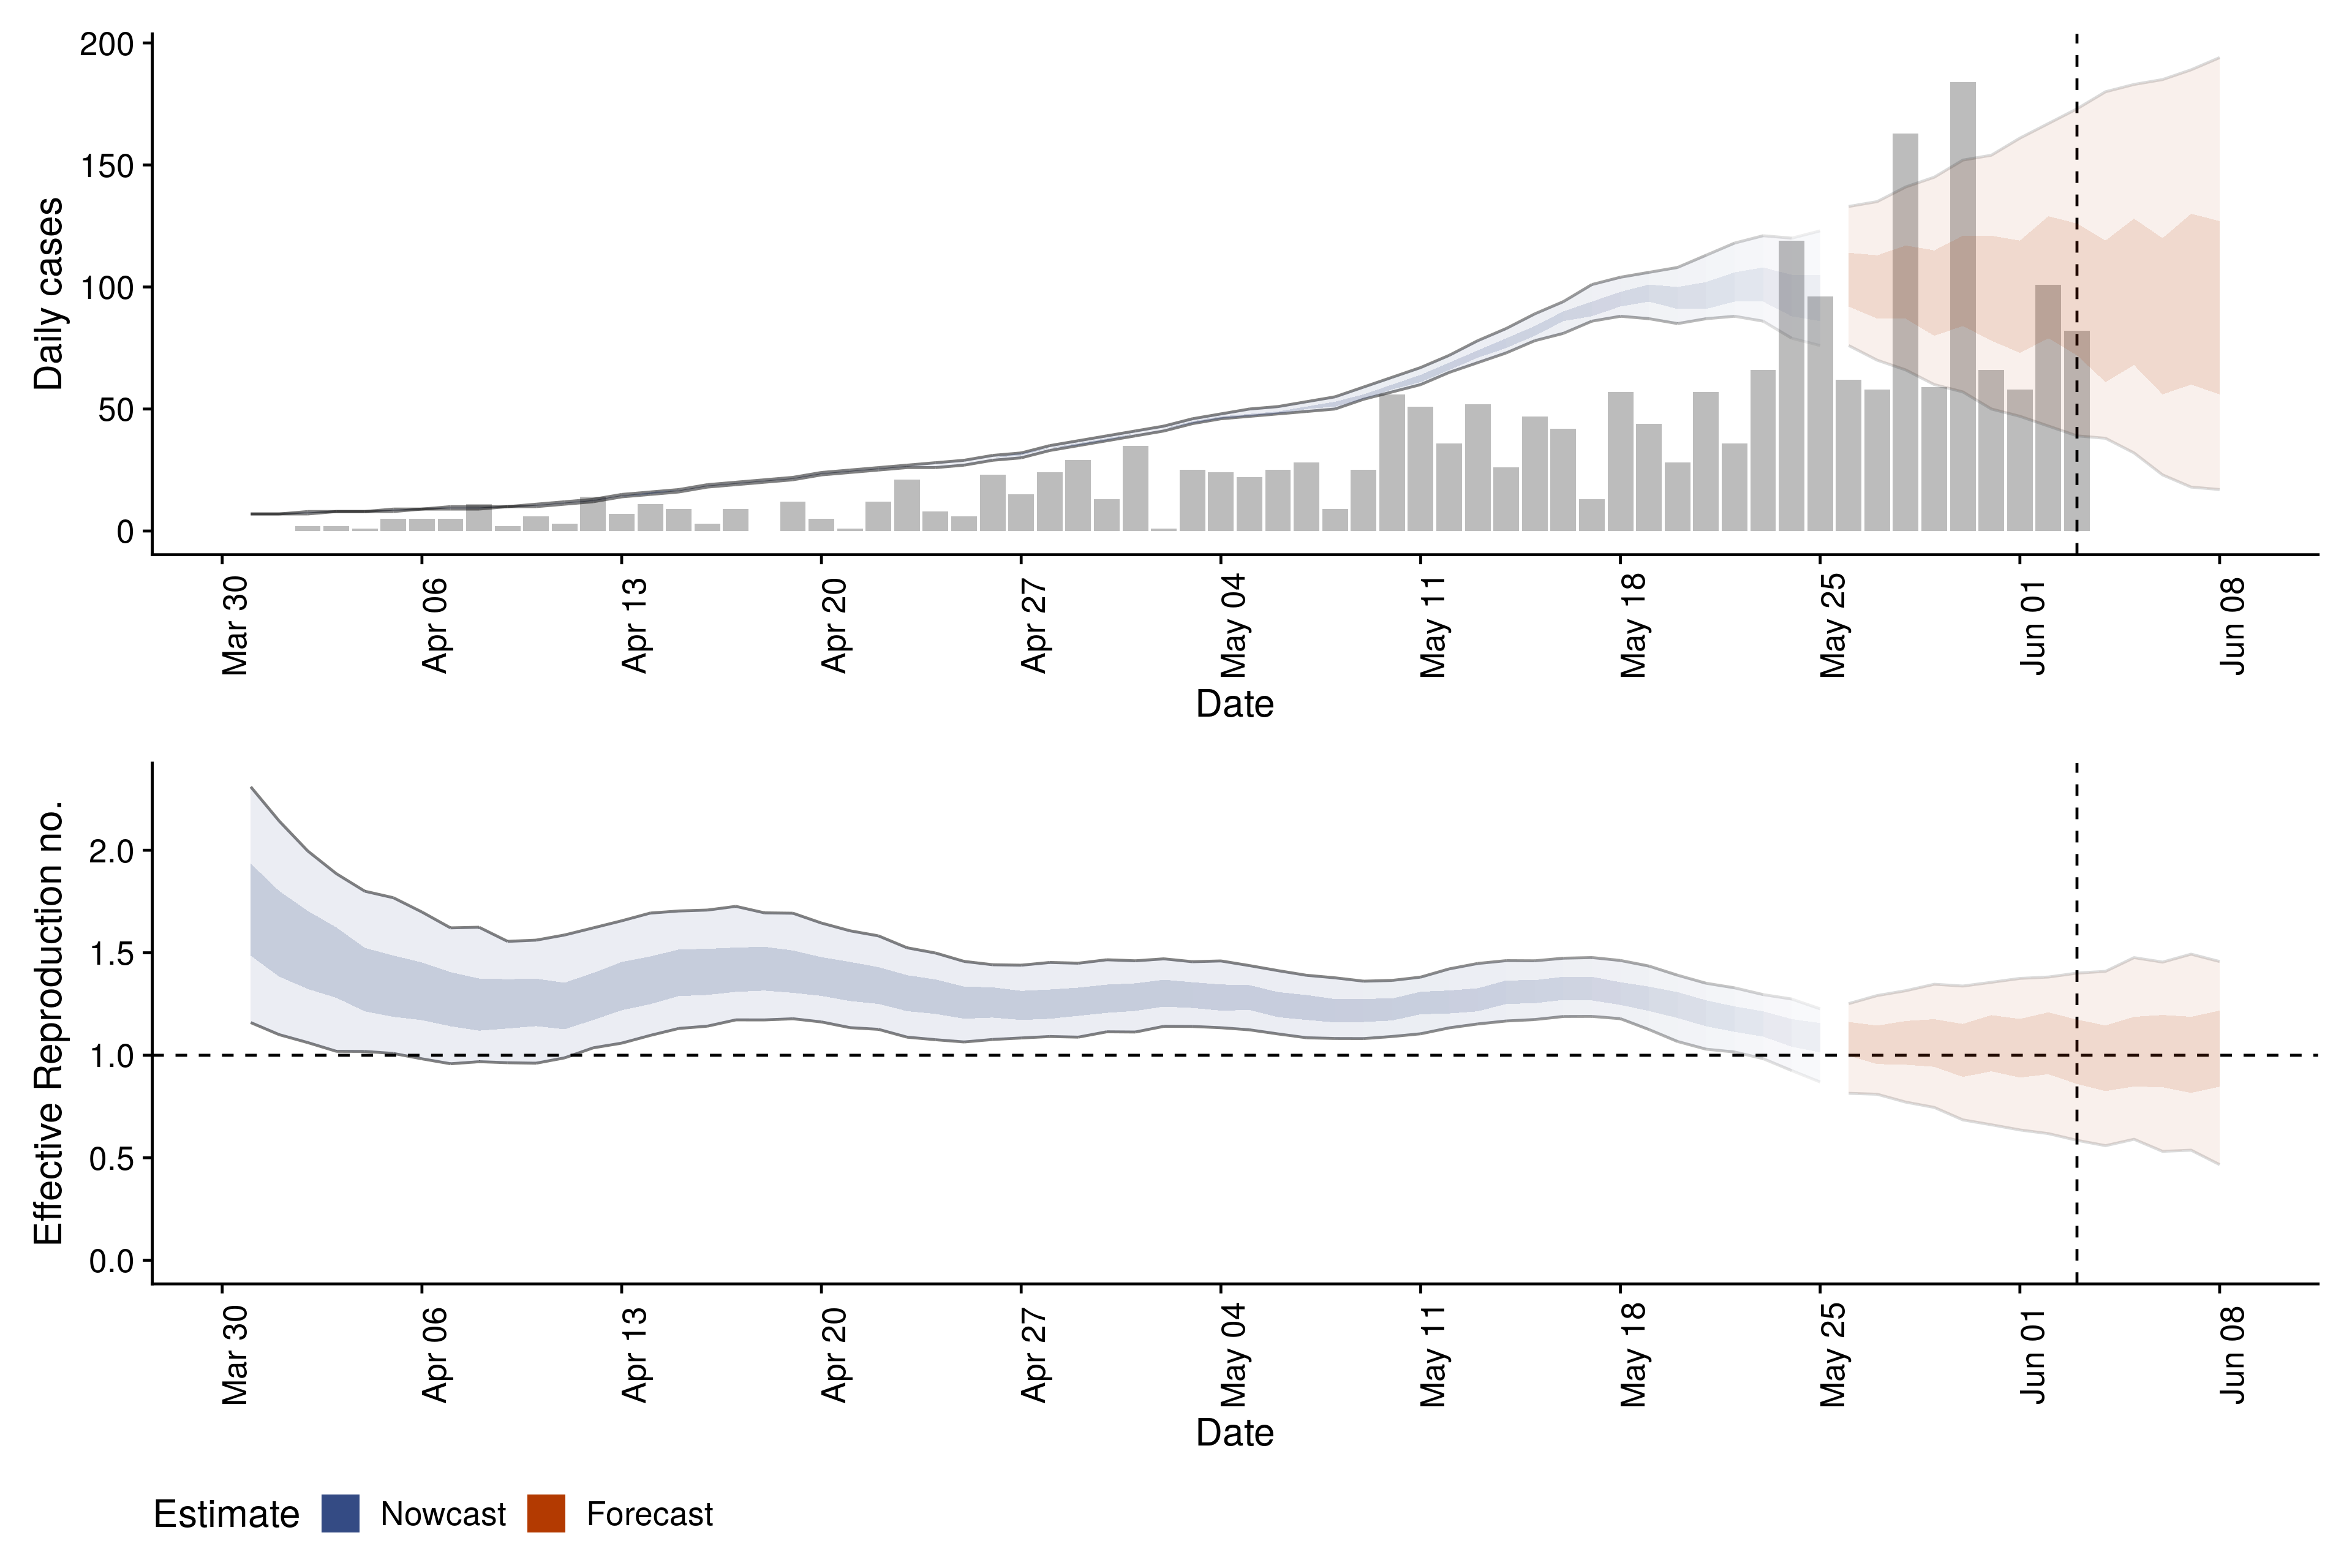 200
150
100
50
0
Daily cases
Mar 30 Apr 06 Apr 13 Apr 20 Apr 27 May 04 May 11 May 18 May 25 Jun 01 Jun 08
Date
2.0
1.5
1.0
0.5
0.0
Effective Reproduction no.
Mar 30 Apr 06 Apr 13 Apr 20 Apr 27 May 04 May 11 May 18 May 25 Jun 01 Jun 08
Date
Estimate Nowcast Forecast